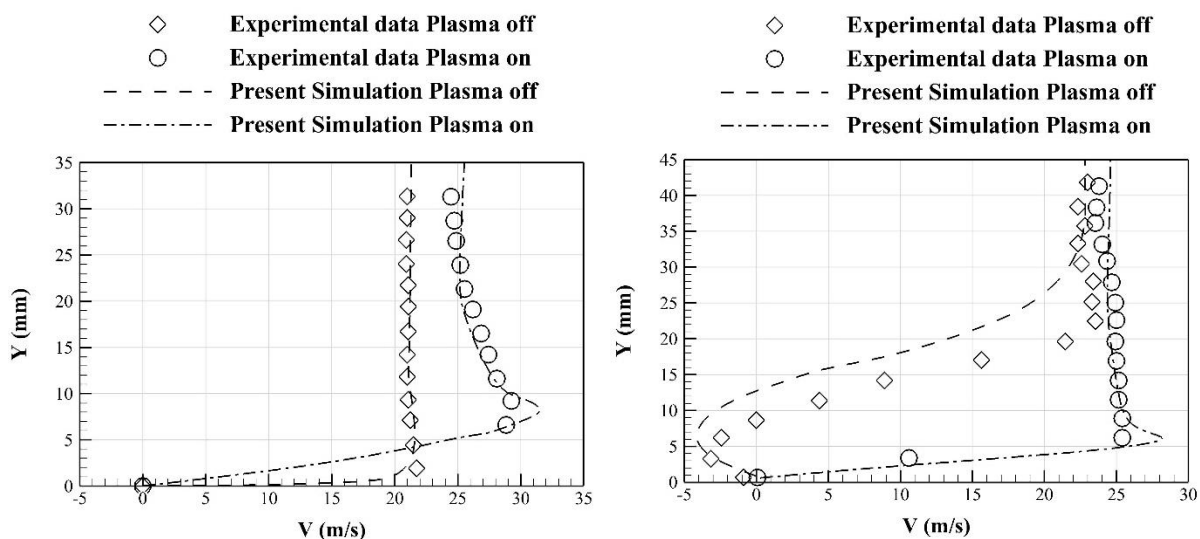 Experimental data Plasma off
Experimental data Plasma on
Present Simulation Plasma off
Present Simulation Plasma on
35
30
25
20
15
10
5
0
Y (mm)
-5 0 5 10 15 20 25 30 35
V (m/s)
Experimental data Plasma off
Experimental data Plasma on
Present Simulation Plasma off
Present Simulation Plasma on
45
40
35
30
25
20
15
10
5
0
Y (mm)
-5 0 5 10 15 20 25 30
V (m/s)